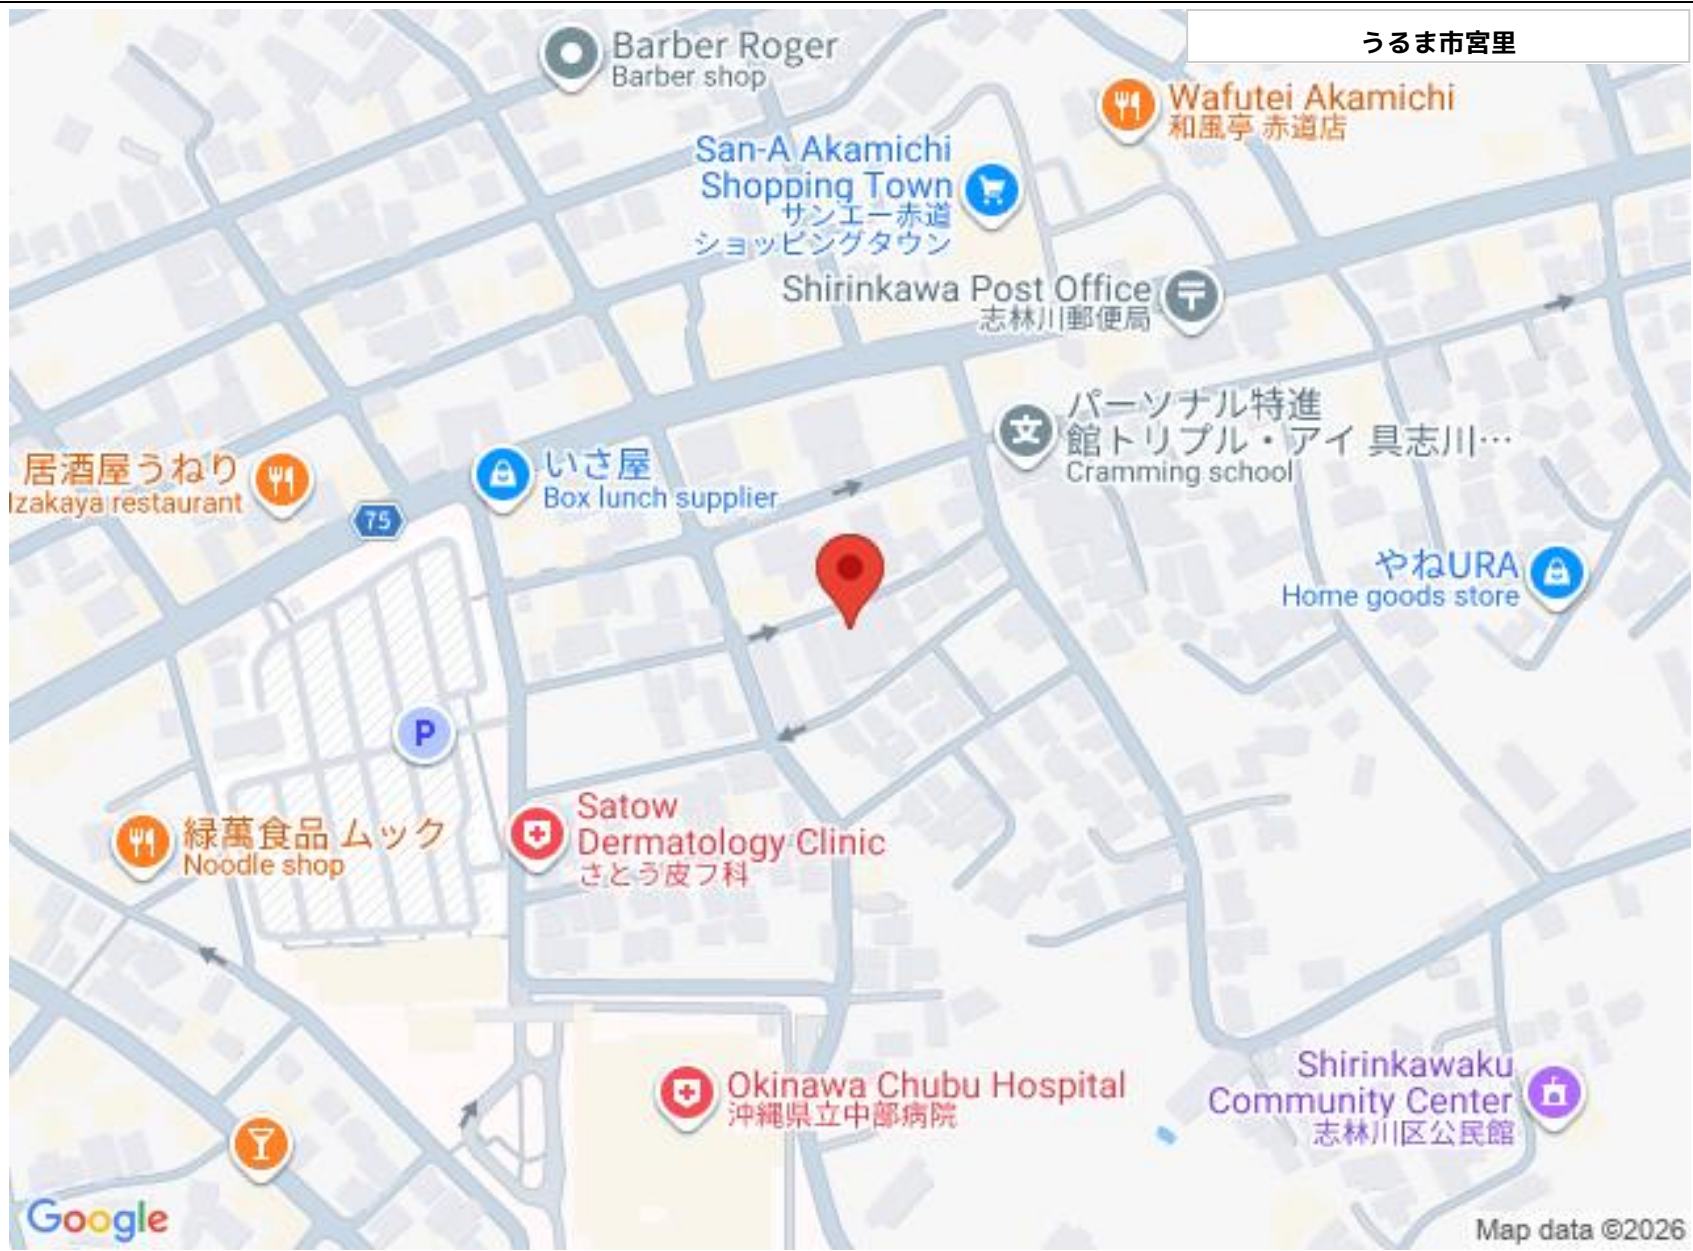 うるま市宮里
Barber Roger
Barber shop
Wafutei Akamichi
和風亭 赤道店
San-A Akamichi
Shopping Town
サンエー赤道
ショッピングタウン
Shirinkawa Post Office
志林川郵便局
パーソナル特進
館トリプル・アイ 具志川…
Cramming school
居酒屋うねり
Izakaya restaurant
いさ屋
Box lunch supplier
75
やねURA
Home goods store
P
緑萬食品 ムック
Noodle shop
Satow
Dermatology Clinic
さとう皮フ科
Okinawa Chubu Hospital
沖縄県立中部病院
Shirinkawaku
Community Center
志林川区公民館
Google
Map data ©2026